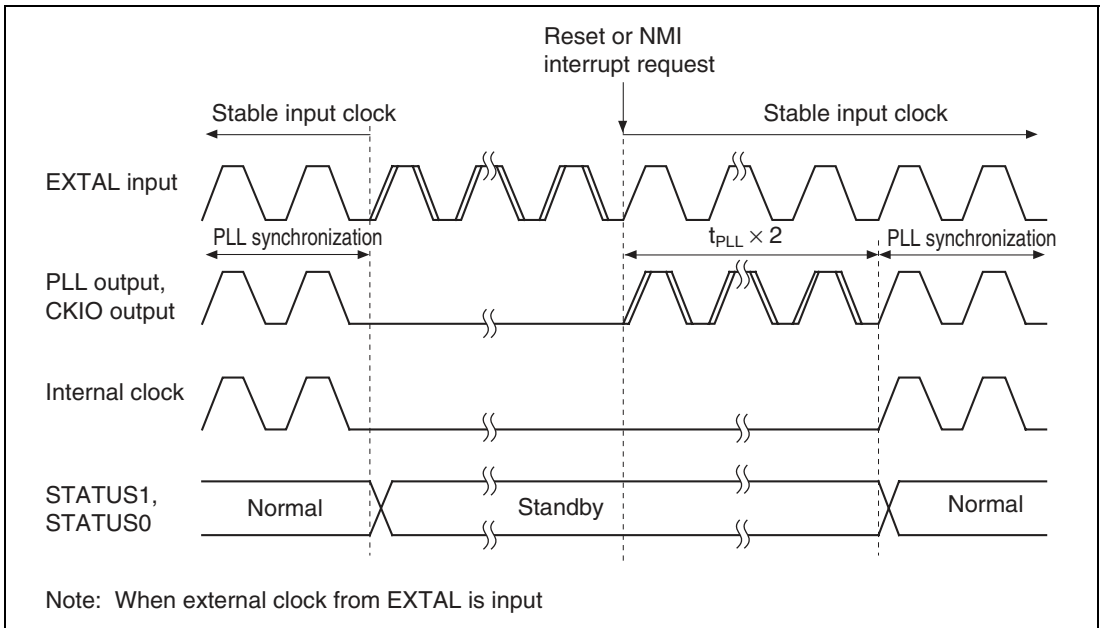 Reset or NMI
interrupt request
Stable input clock
Stable input clock
EXTAL input
PLL synchronization
tPLL × 2
PLL synchronization
PLL output,
CKIO output
Internal clock
STATUS1,
STATUS0
Normal
Standby
Normal
Note: When external clock from EXTAL is input